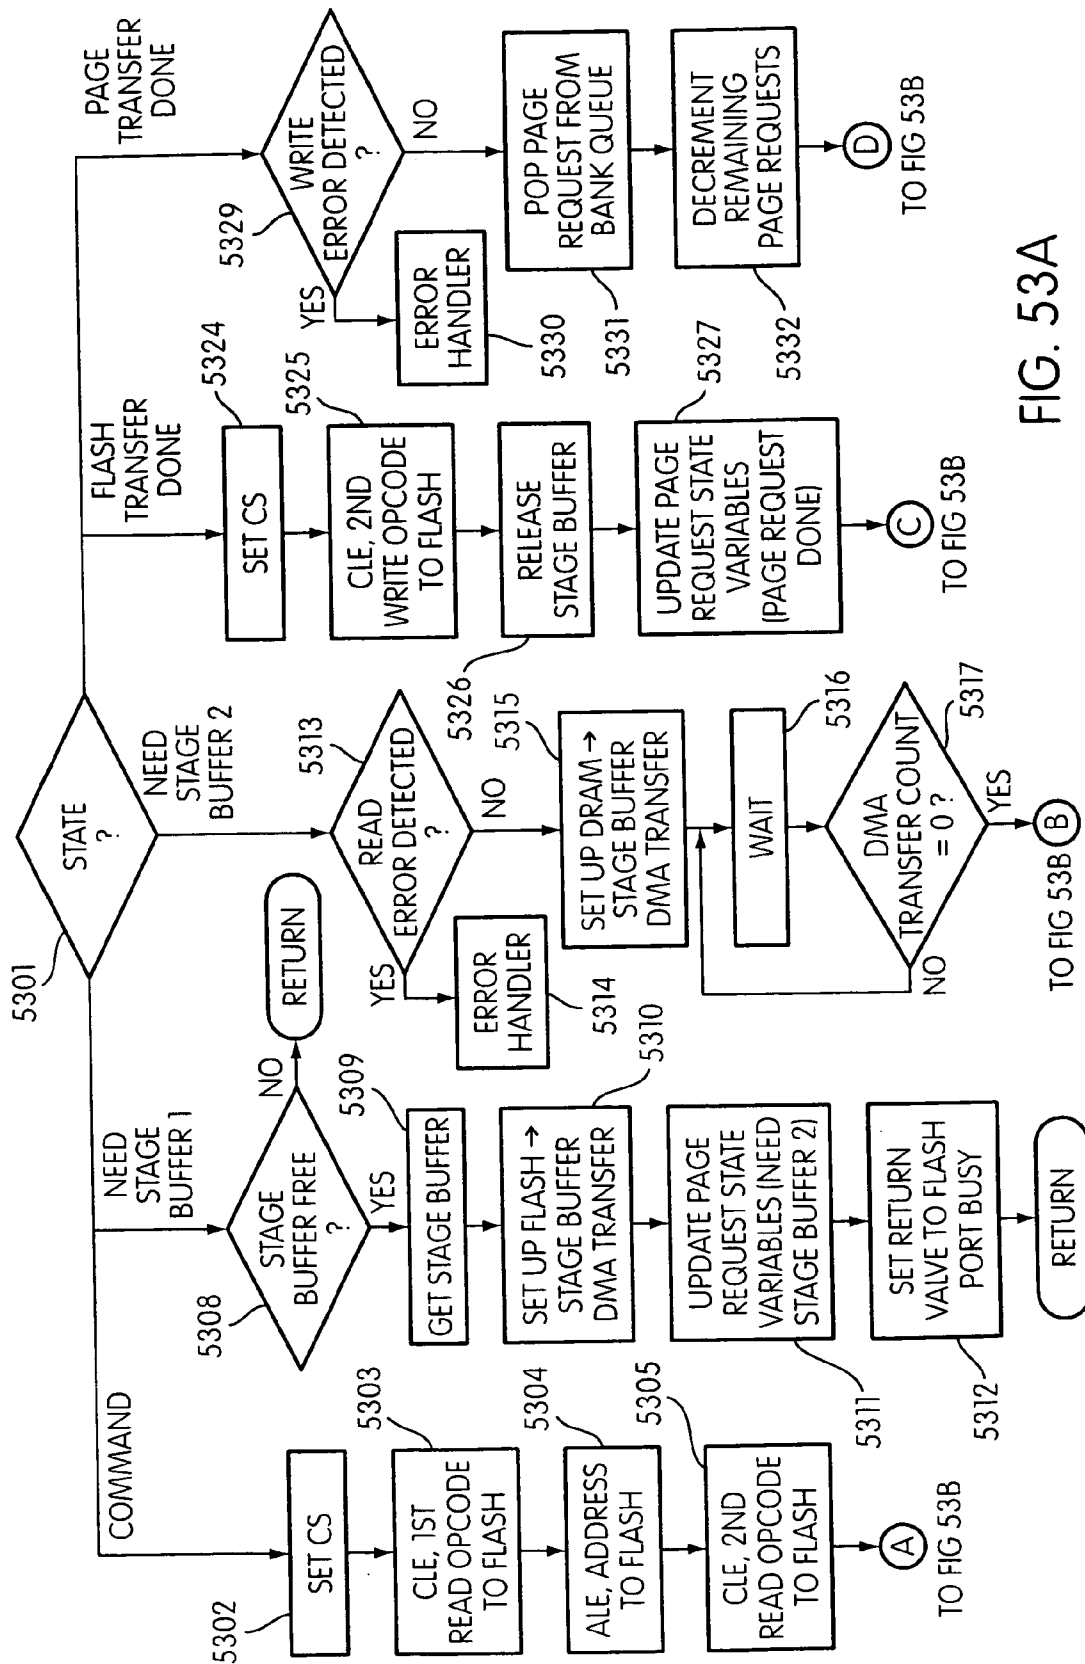 STATE
?
5301
COMMAND
NEED
STAGE
BUFFER 1
NEED
STAGE
BUFFER 2
FLASH
TRANSFER
DONE
PAGE
TRANSFER
DONE
5302
SET CS
5303
CLE, 1ST
READ OPCODE
TO FLASH
5304
ALE, ADDRESS
TO FLASH
5305
CLE, 2ND
READ OPCODE
TO FLASH
A
TO FIG 53B
5308
STAGE
BUFFER FREE
?
NO
RETURN
YES
5309
GET STAGE BUFFER
5310
SET UP FLASH →
STAGE BUFFER
DMA TRANSFER
UPDATE PAGE
REQUEST STATE
VARIABLES (NEED
STAGE BUFFER 2)
5311
SET RETURN
VALVE TO FLASH
PORT BUSY
5312
RETURN
5313
READ
ERROR DETECTED
?
YES
ERROR
HANDLER
5314
NO
5315
SET UP DRAM →
STAGE BUFFER
DMA TRANSFER
5316
WAIT
5317
DMA
TRANSFER COUNT
= 0 ?
NO
YES
B
TO FIG 53B
5324
SET CS
5325
CLE, 2ND
WRITE OPCODE
TO FLASH
RELEASE
STAGE BUFFER
5326
5327
UPDATE PAGE
REQUEST STATE
VARIABLES
(PAGE REQUEST
DONE)
C
TO FIG 53B
5329
WRITE
ERROR DETECTED
?
YES
ERROR
HANDLER
5330
NO
POP PAGE
REQUEST FROM
BANK QUEUE
5331
DECREMENT
REMAINING
PAGE REQUESTS
5332
D
TO FIG 53B
FIG. 53A